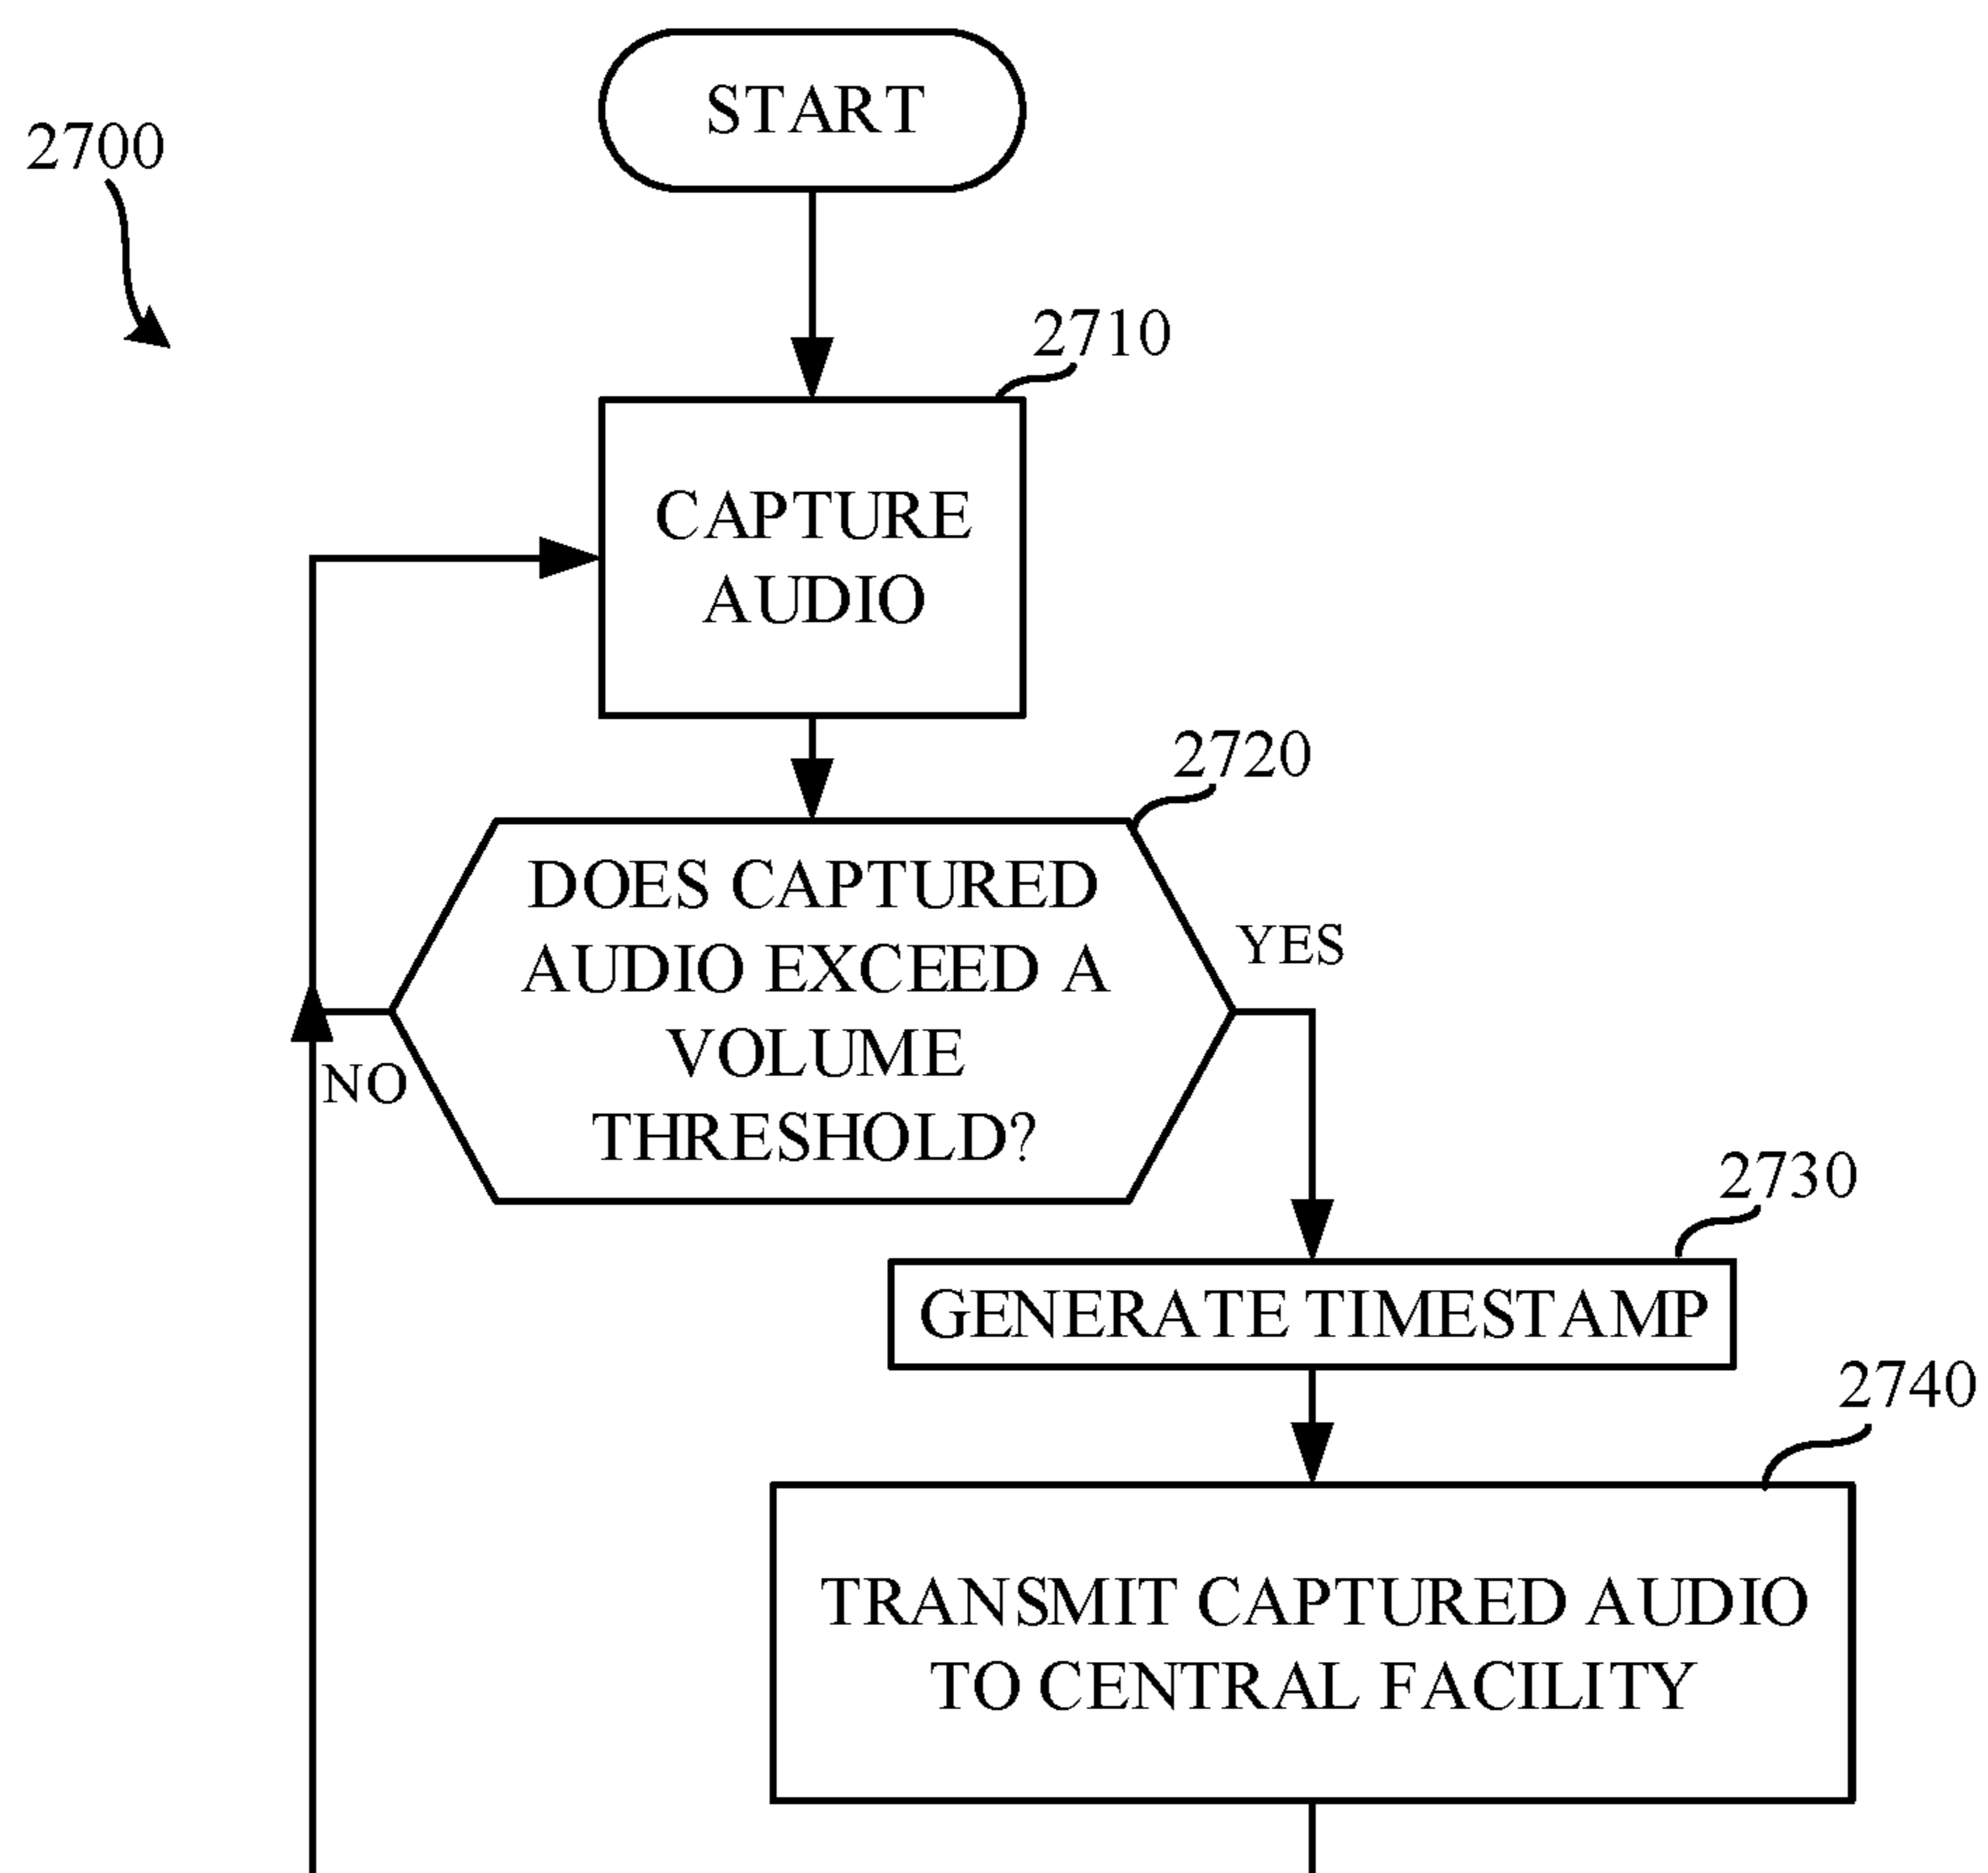 START
2700
2710
CAPTURE
AUDIO
2720
DOES CAPTURED
AUDIO EXCEED A
VOLUME
THRESHOLD?
YES
NO
2730
GENERATE TIMESTAMP
2740
TRANSMIT CAPTURED AUDIO
TO CENTRAL FACILITY